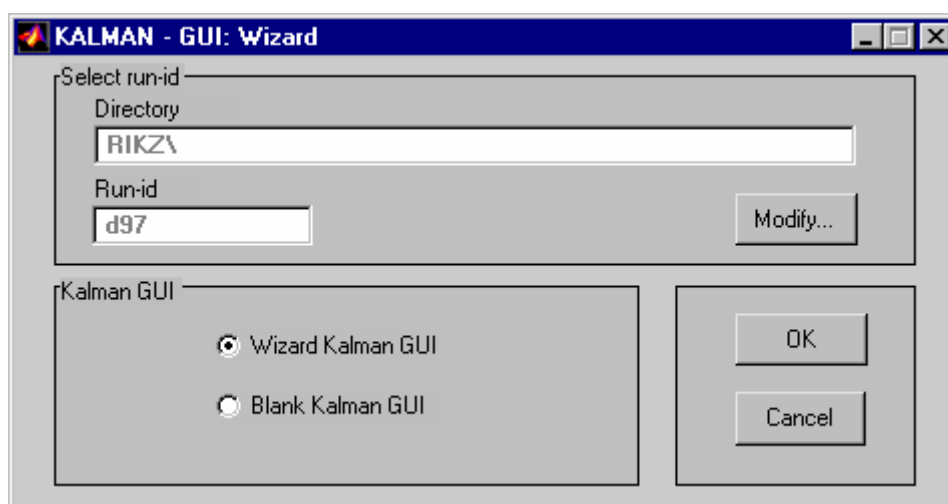 KALMAN - GUI: Wizard
Select run-id
Directory
RIKZ\
Run-id
d97
Modify...
Kalman GUI
Wizard Kalman GUI
OK
Blank Kalman GUI
Cancel